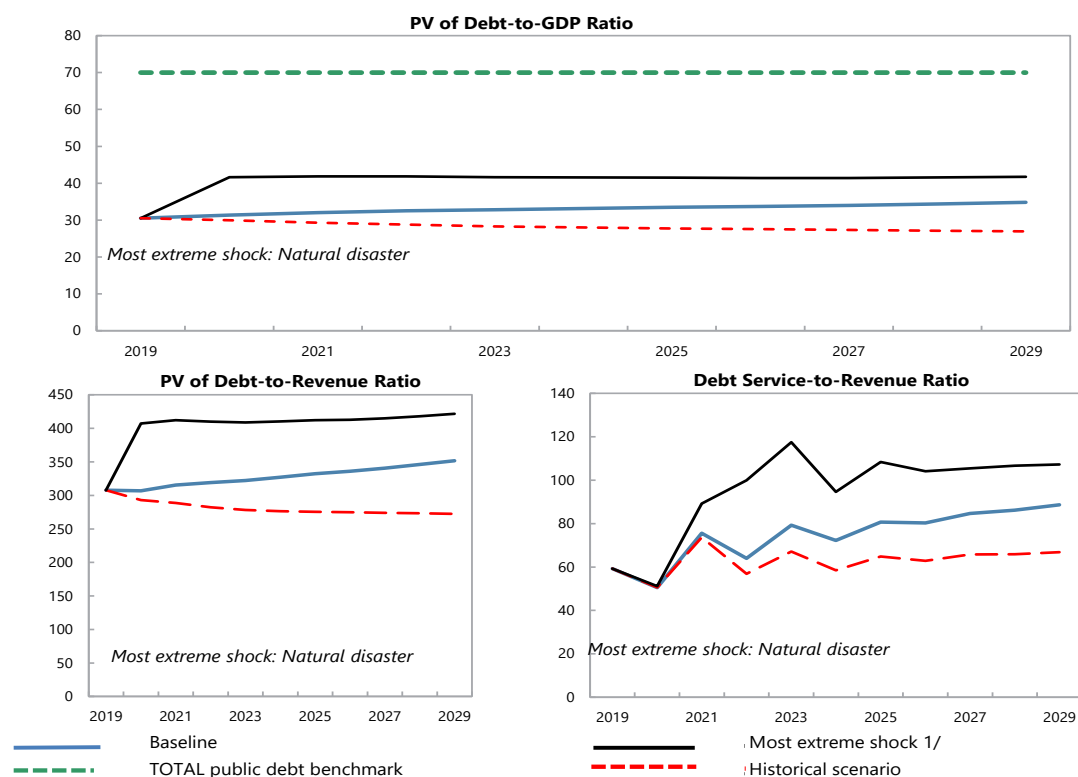 PV of Debt-to-GDP Ratio
80
70
60
50
40
30
20
10
0
Most extreme shock: Natural disaster
2019 2021 2023 2025 2027 2029
PV of Debt-to-Revenue Ratio
450
400
350
300
250
200
150
100
50
0
Most extreme shock: Natural disaster
2019 2021 2023 2025 2027 2029
Debt Service-to-Revenue Ratio
140
120
100
80
60
40
20
0
Most extreme shock: Natural disaster
2019 2021 2023 2025 2027 2029
Baseline
Most extreme shock 1/
TOTAL public debt benchmark
Historical scenario